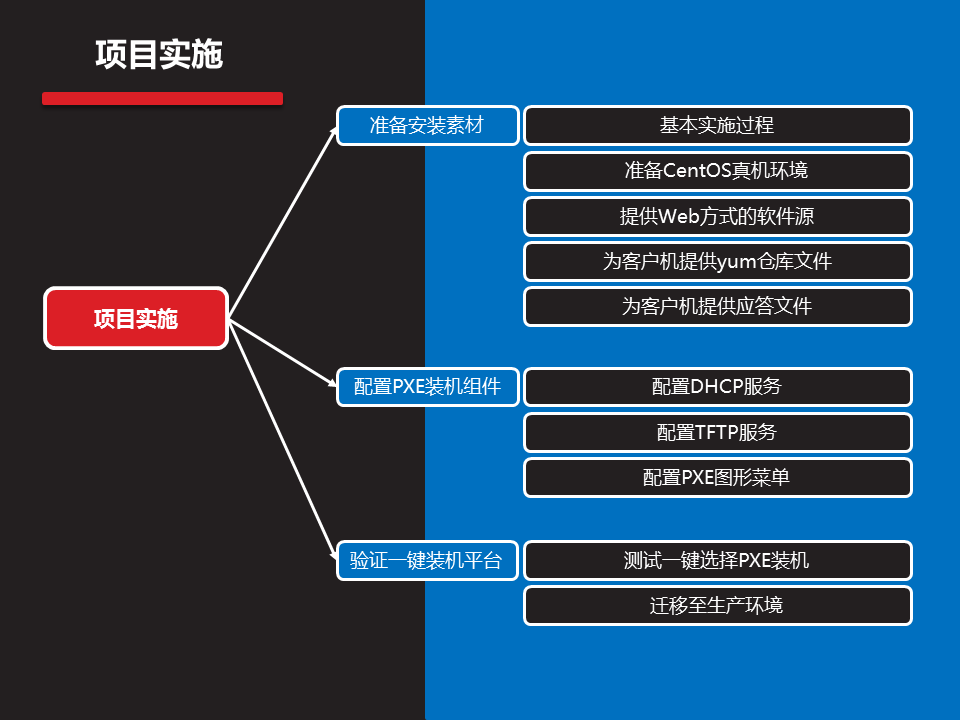 项目实施
准备安装素材
基本实施过程
准备CentOS真机环境
提供Web方式的软件源
为客户机提供yum仓库文件
为客户机提供应答文件
项目实施
配置PXE装机组件
配置DHCP服务
配置TFTP服务
配置PXE图形菜单
验证一键装机平台
测试一键选择PXE装机
迁移至生产环境